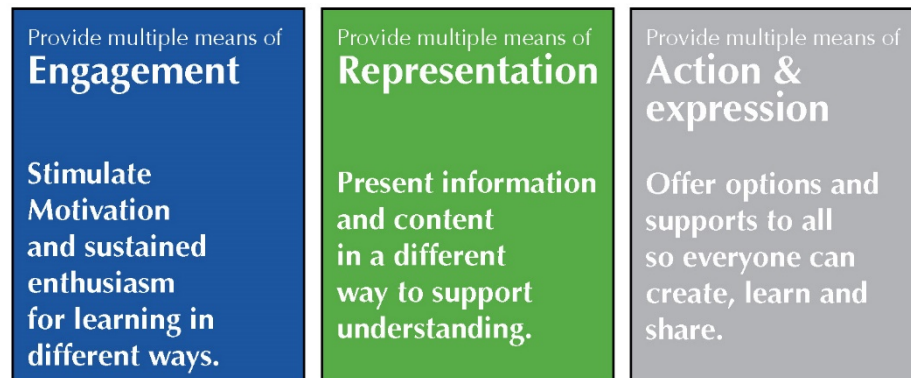 Provide multiple means of
Engagement
Stimulate
Motivation
and sustained
enthusiasm
for learning in
different ways.
Provide multiple means of
Representation
Present information
and content
in a different
way to support
understanding.
Provide multiple means of
Action &
expression
Offer options and
supports to all
so everyone can
create, learn and
share.